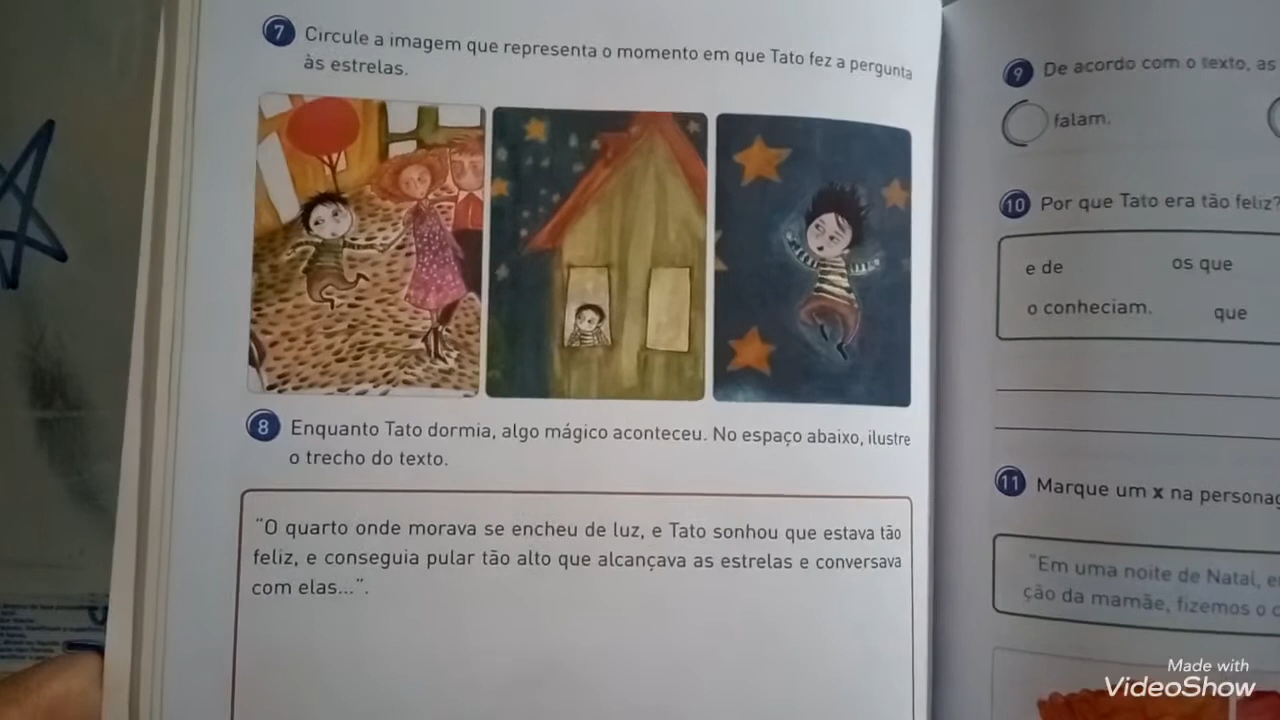 7 Circule a imagem que representa o momento em que Tato fez a pergunta
às estrelas.
8 Enquanto Tato dormia, algo mágico aconteceu. No espaço abaixo, ilustre
o trecho do texto.
"O quarto onde morava se encheu de luz, e Tato sonhou que estava tão
feliz, e conseguia pular tão alto que alcançava as estrelas e conversava
com elas...".
9 De acordo com o texto, as
falam.
10 Por que Tato era tão feliz?
e de os que
o conheciam. que
11 Marque um x na personag
"Em uma noite de Natal, e
ção da mamãe, fizemos o
Made with
VideoShow